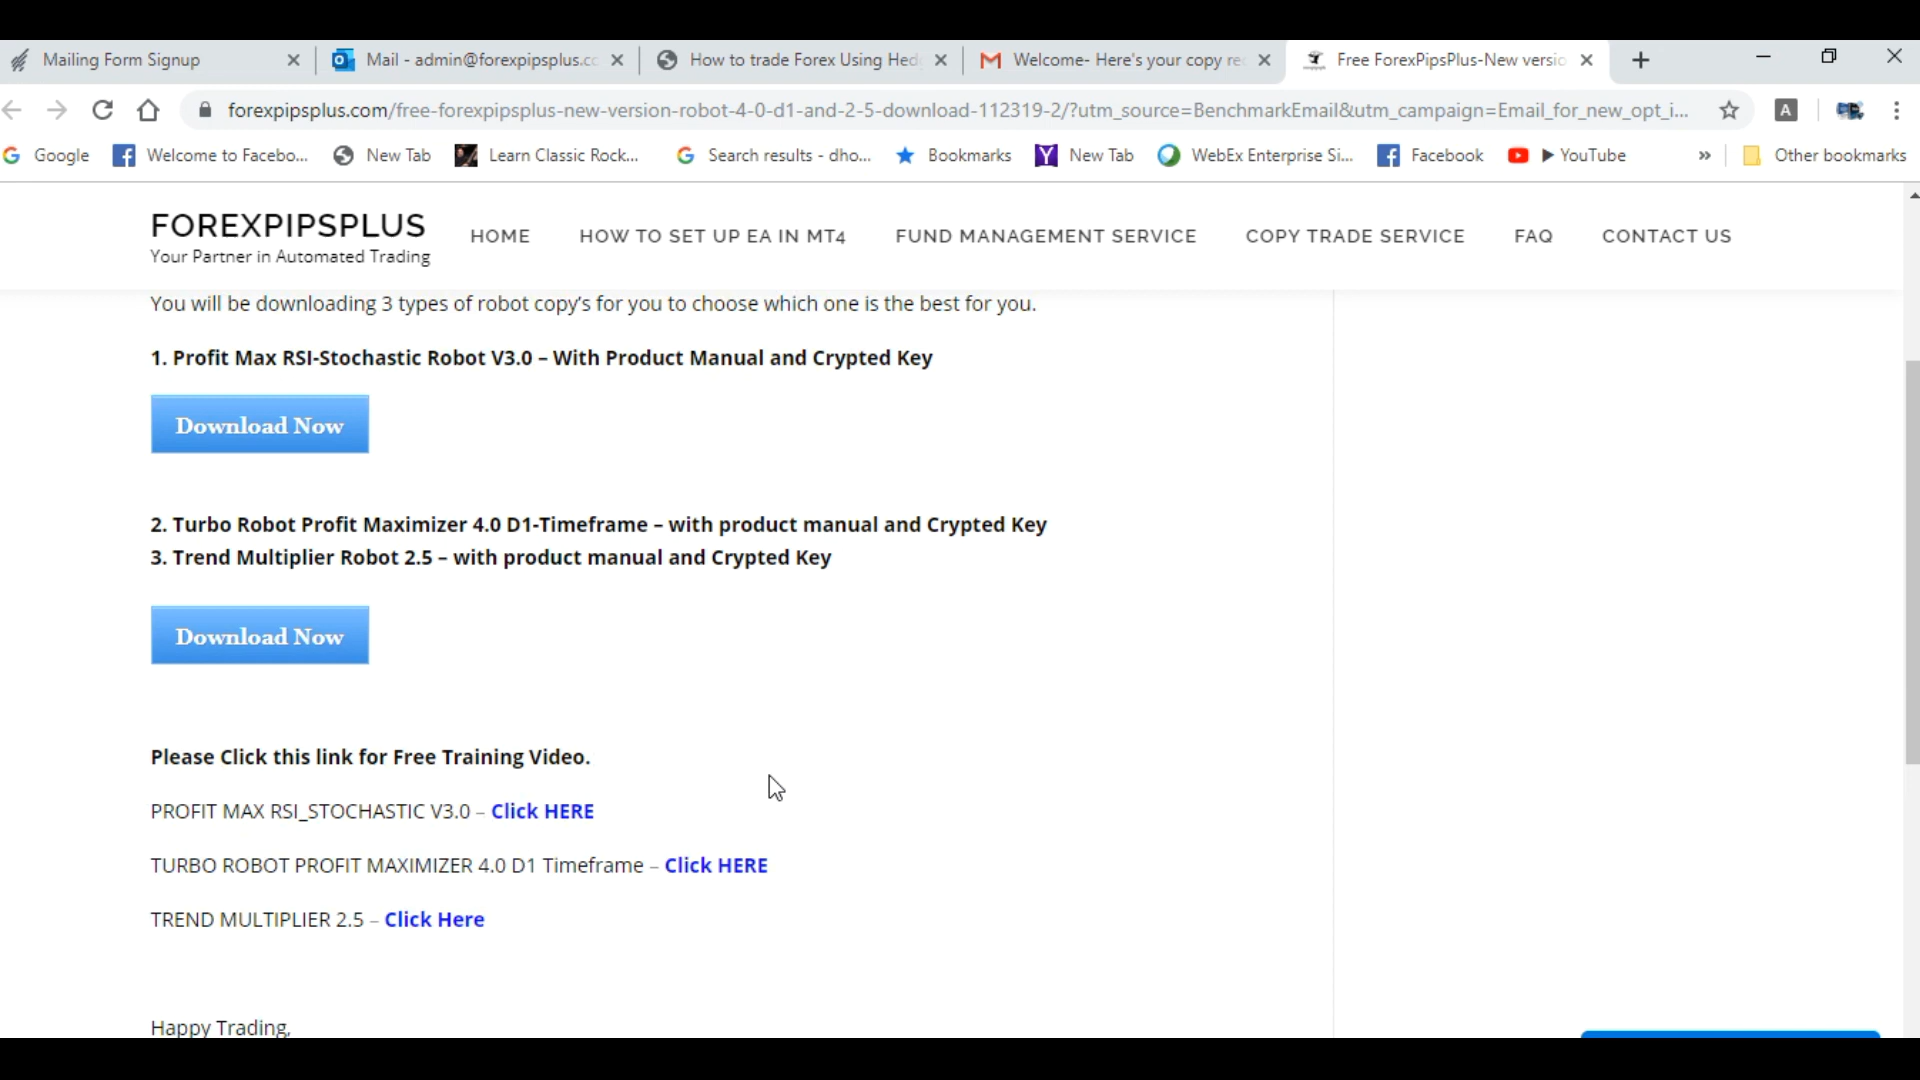 Mailing Form Signup
Mail - admin@forexpipsplus.cc
How to trade Forex Using Hed
Welcome- Here's your copy re
Free ForexPipsPlus-New versio
forexpipsplus.com/free-forexpipsplus-new-version-robot-4-0-d1-and-2-5-download-112319-2/?utm_source=BenchmarkEmail&utm_campaign=Email_for_new_opt_i...
A
Google
Welcome to Facebo...
New Tab
Learn Classic Rock...
Search results - dho...
Bookmarks
New Tab
WebEx Enterprise Si...
Facebook
YouTube
»
Other bookmarks
FOREXPIPSPLUS
Your Partner in Automated Trading
HOME
HOW TO SET UP EA IN MT4
FUND MANAGEMENT SERVICE
COPY TRADE SERVICE
FAQ
CONTACT US
You will be downloading 3 types of robot copy's for you to choose which one is the best for you.
1. Profit Max RSI-Stochastic Robot V3.0 – With Product Manual and Crypted Key
Download Now
2. Turbo Robot Profit Maximizer 4.0 D1-Timeframe – with product manual and Crypted Key
3. Trend Multiplier Robot 2.5 – with product manual and Crypted Key
Download Now
Please Click this link for Free Training Video.
PROFIT MAX RSI_STOCHASTIC V3.0 – Click HERE
TURBO ROBOT PROFIT MAXIMIZER 4.0 D1 Timeframe – Click HERE
TREND MULTIPLIER 2.5 – Click Here
Happy Trading,